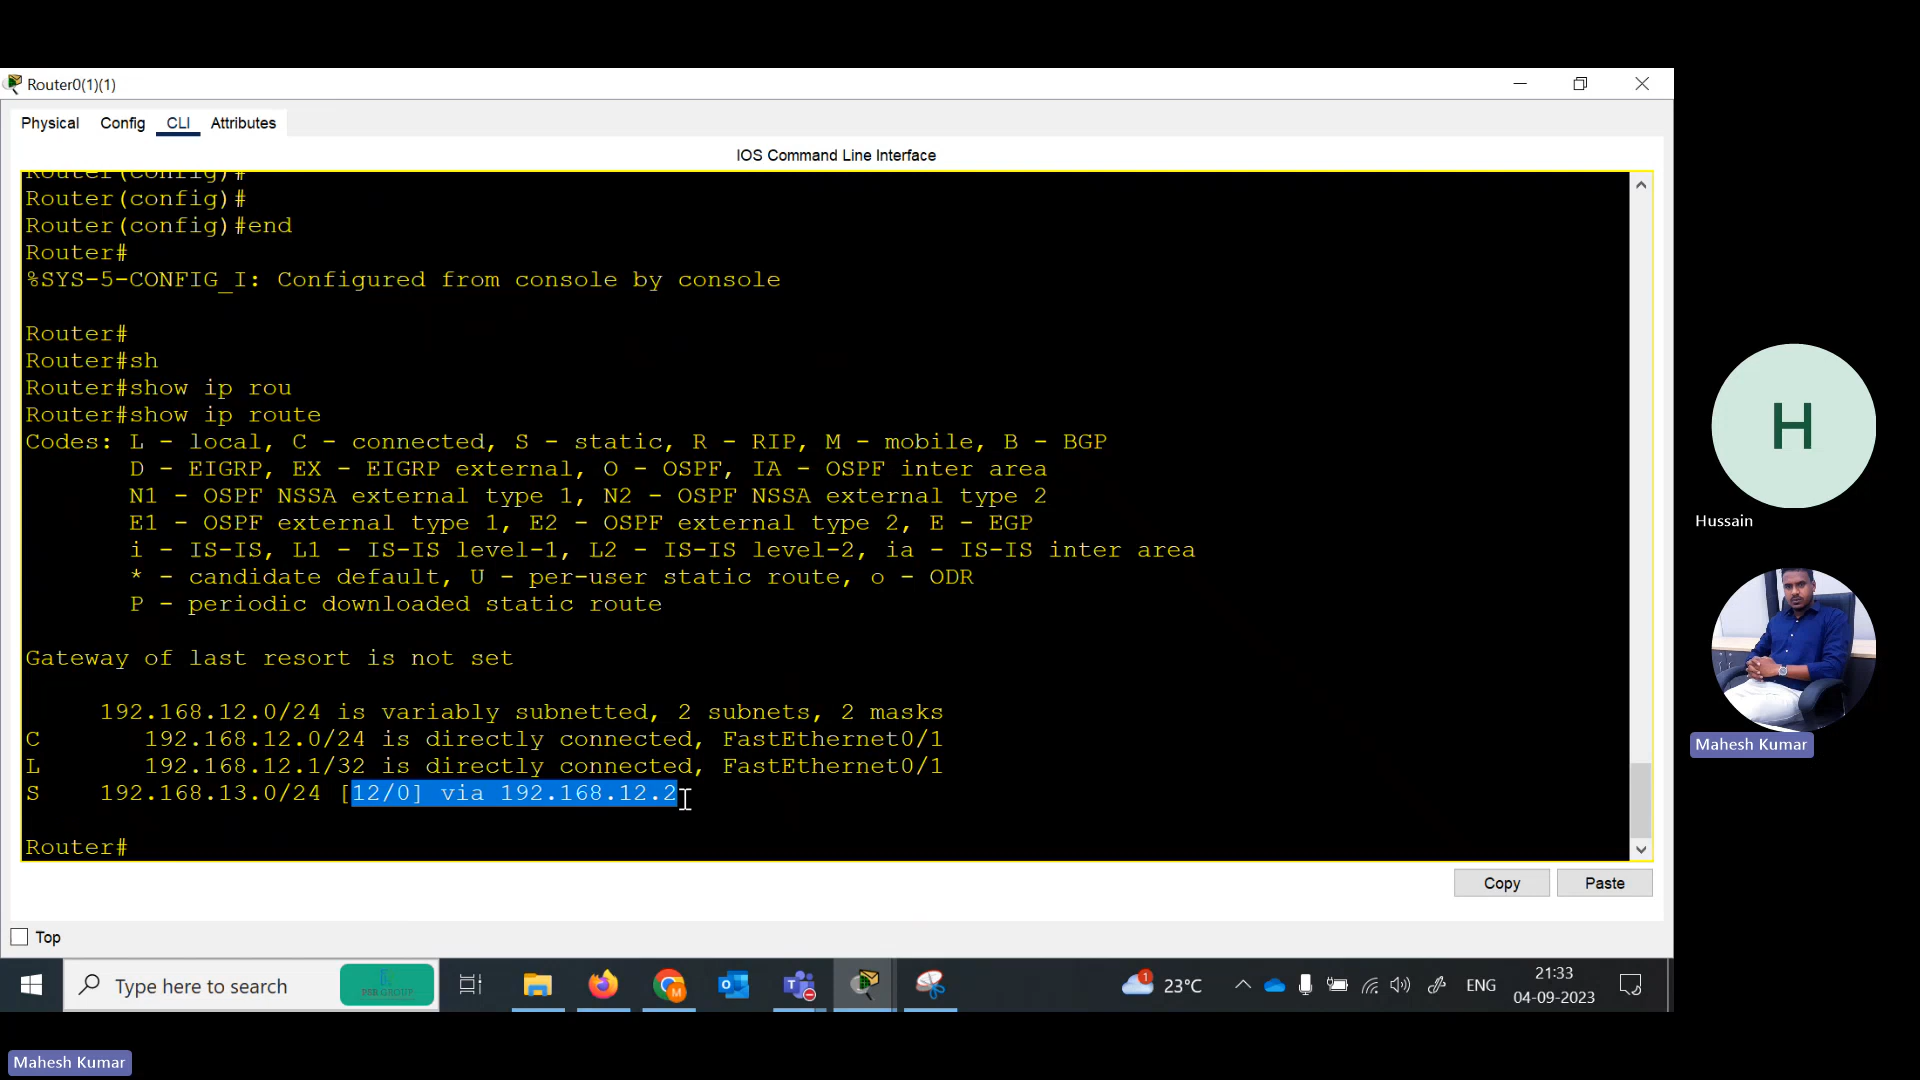 Router0(1)(1)
Physical Config CLI Attributes
IOS Command Line Interface
Router(config)#
Router(config)#
Router(config)#end
Router#
%SYS-5-CONFIG_I: Configured from console by console
Router#
Router#sh
Router#show ip rou
Router#show ip route
Codes: L - local, C - connected, S - static, R - RIP, M - mobile, B - BGP
D - EIGRP, EX - EIGRP external, O - OSPF, IA - OSPF inter area
N1 - OSPF NSSA external type 1, N2 - OSPF NSSA external type 2
E1 - OSPF external type 1, E2 - OSPF external type 2, E - EGP
i - IS-IS, L1 - IS-IS level-1, L2 - IS-IS level-2, ia - IS-IS inter area
* - candidate default, U - per-user static route, o - ODR
P - periodic downloaded static route
Gateway of last resort is not set
192.168.12.0/24 is variably subnetted, 2 subnets, 2 masks
C 192.168.12.0/24 is directly connected, FastEthernet0/1
L 192.168.12.1/32 is directly connected, FastEthernet0/1
S 192.168.13.0/24 [12/0] via 192.168.12.2
Router#
Copy Paste
Top
H
Hussain
Mahesh Kumar
Type here to search
PSB GROUP
M
1
23°C
ENG
21:33
04-09-2023
Mahesh Kumar